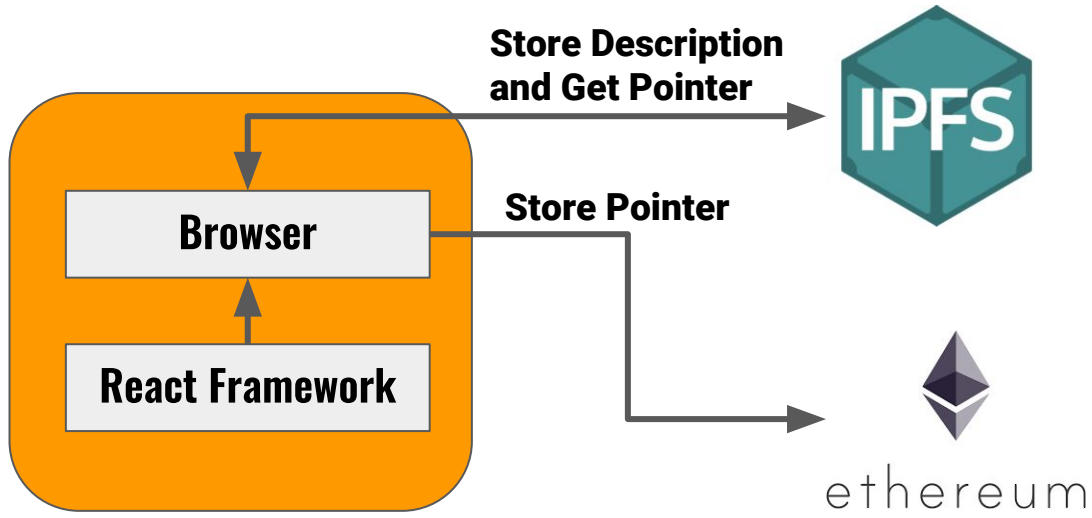 Store Description
and Get Pointer
IPFS
Browser
Store Pointer
React Framework
ethereum